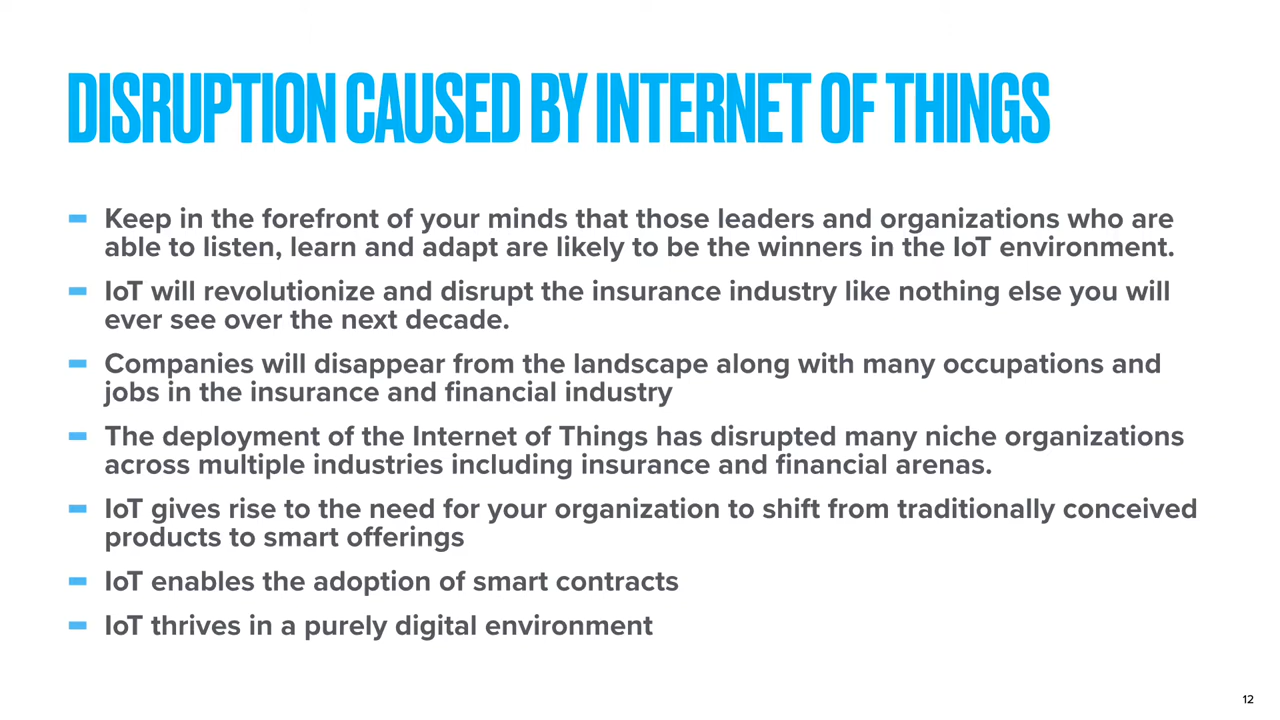 DISRUPTION CAUSED BY INTERNET OF THINGS
Keep in the forefront of your minds that those leaders and organizations who are
able to listen, learn and adapt are likely to be the winners in the IoT environment.
IoT will revolutionize and disrupt the insurance industry like nothing else you will
ever see over the next decade.
Companies will disappear from the landscape along with many occupations and
jobs in the insurance and financial industry
The deployment of the Internet of Things has disrupted many niche organizations
across multiple industries including insurance and financial arenas.
IoT gives rise to the need for your organization to shift from traditionally conceived
products to smart offerings
IoT enables the adoption of smart contracts
IoT thrives in a purely digital environment
12